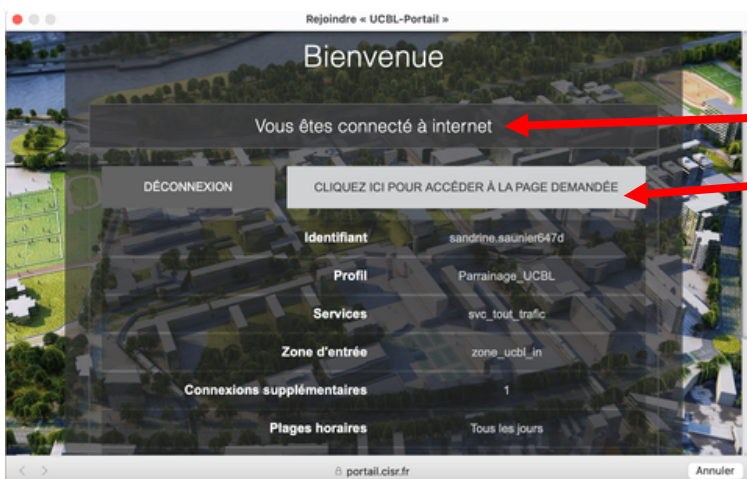 Rejoindre « UCBL-Portail »
Bienvenue
Vous êtes connecté à internet
DÉCONNEXION
CLIQUEZ ICI POUR ACCÉDER À LA PAGE DEMANDÉE
Identifiant sandrine.saunier647d
Profil Parrainage_UCBL
Services svc_tout_trafic
Zone d'entrée zone_ucbl_in
Connexions supplémentaires 1
Plages horaires Tous les jours
portail.cisr.fr
Annuler